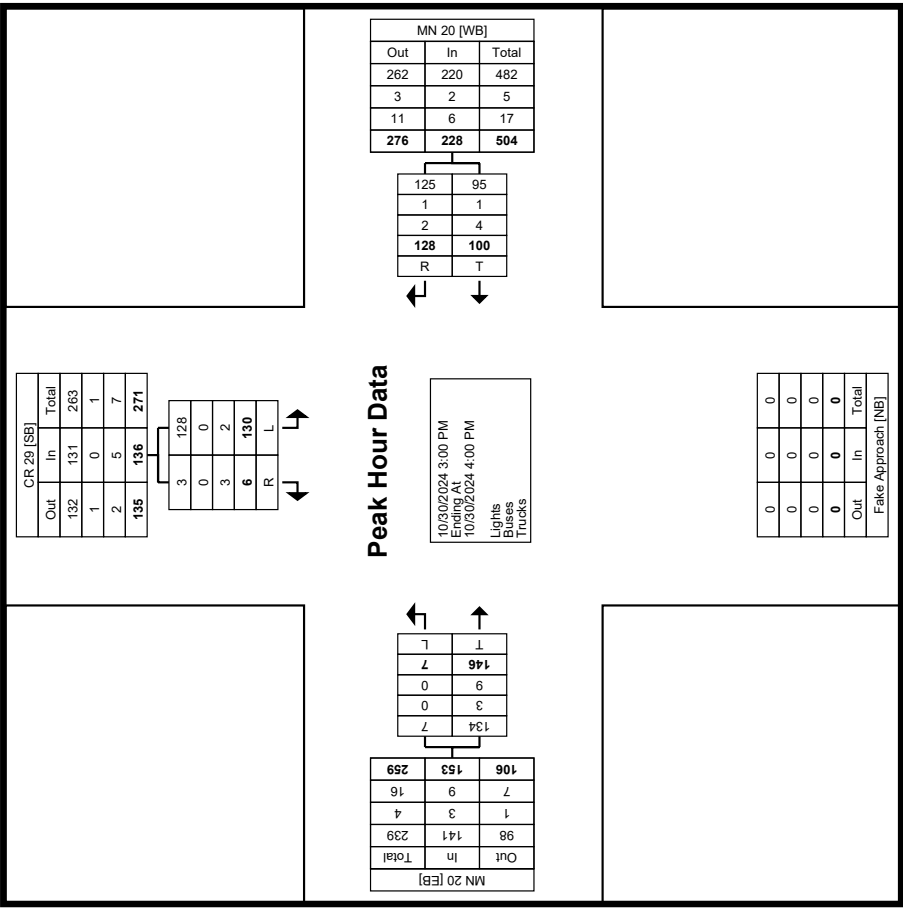 MN 20 [WB]
Out In Total
262 220 482
3 2 5
11 6 17
276 228 504
125 95
1 1
2 4
128 100
R T
CR 29 [SB]
Out In Total
132 131 263
1 0 1
2 5 7
135 136 271
3 128
0 0
3 2
6 130
R L
Peak Hour Data
10/30/2024 3:00 PM
Ending At
10/30/2024 4:00 PM
Lights
Buses
Trucks
0 0 0
0 0 0
0 0 0
0 0 0
Out In Total
Fake Approach [NB]
MN 20 [EB]
Out In Total
98 141 239
1 3 4
7 9 16
106 153 259
134 7
3 0
9 0
146 7
T L